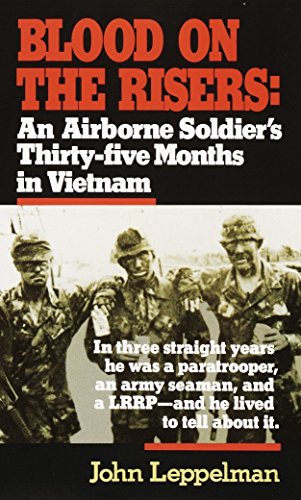 BLOOD ON
THE RISERS:
An Airborne Soldier's
Thirty-five Months
in Vietnam
In three straight years
he was a paratrooper,
an army seaman, and
a LRRP—and he lived
to tell about it.
John Leppelman